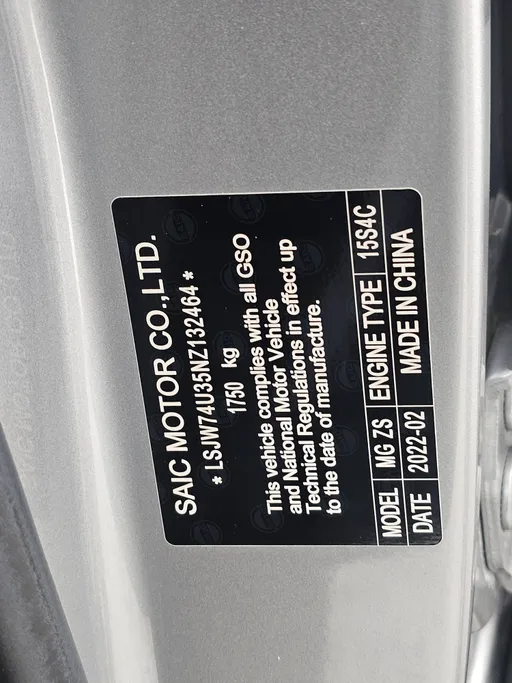 SAIC MOTOR CO.,LTD.
* LSJW74U35NZ132464 *
1750 kg
This vehicle complies with all GSO
and National Motor Vehicle
Technical Regulations in effect up
to the date of manufacture.
MODEL MG ZS ENGINE TYPE 15S4C
DATE 2022-02 MADE IN CHINA